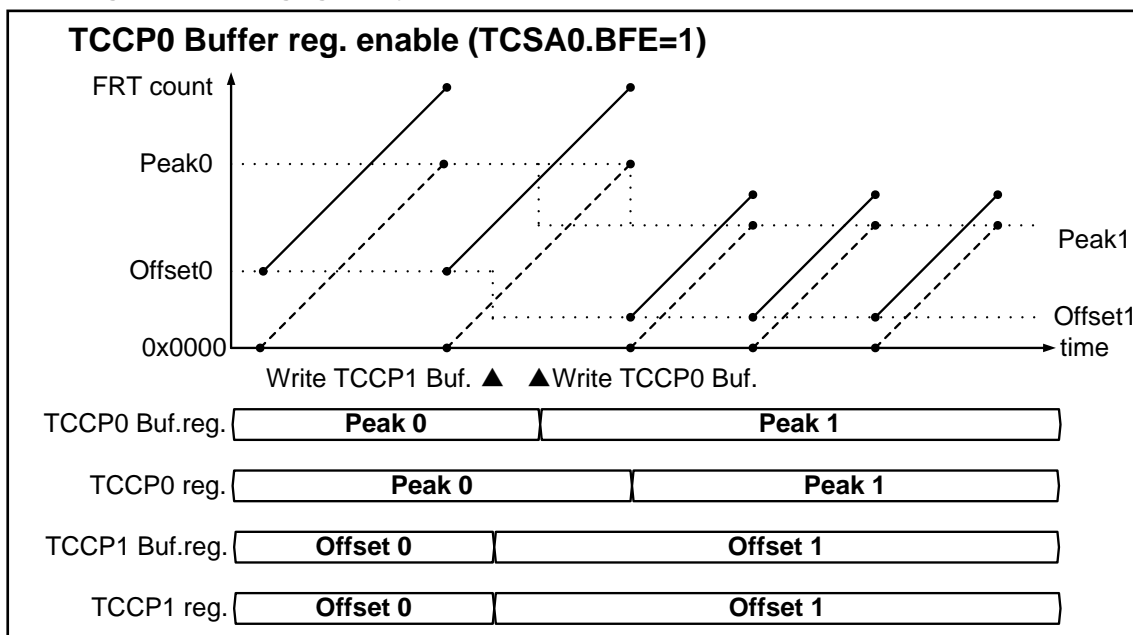 TCCP0 Buffer reg. enable (TCSA0.BFE=1)
FRT count
Peak0
Peak1
Offset0
Offset1
0x0000
time
Write TCCP1 Buf. ▲ ▲Write TCCP0 Buf.
TCCP0 Buf.reg. Peak 0 Peak 1
TCCP0 reg. Peak 0 Peak 1
TCCP1 Buf.reg. Offset 0 Offset 1
TCCP1 reg. Offset 0 Offset 1